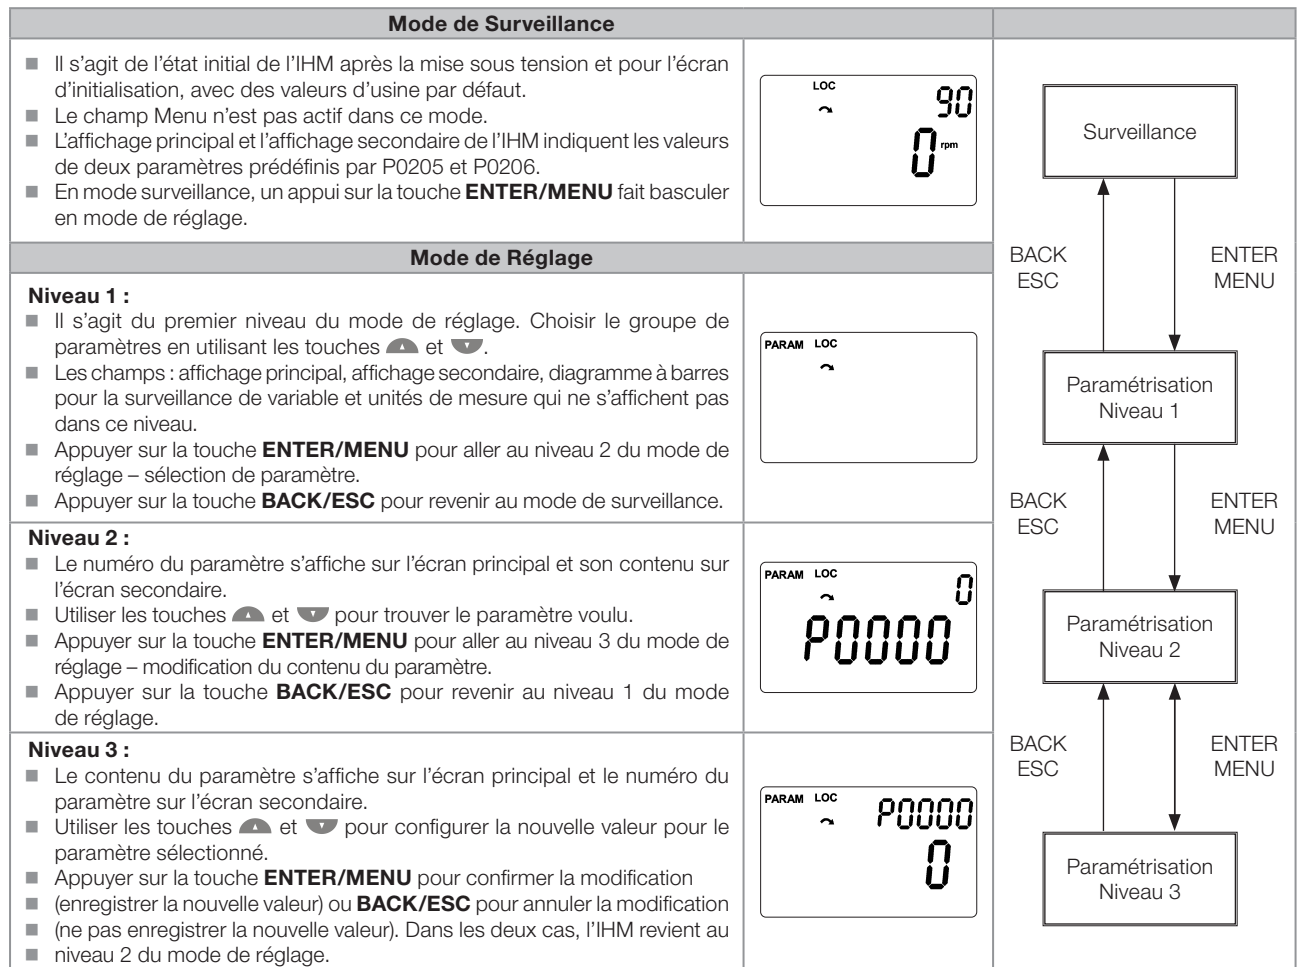 Mode de Surveillance
■ Il s’agit de l’état initial de l’IHM après la mise sous tension et pour l’écran
d’initialisation, avec des valeurs d’usine par défaut.
■ Le champ Menu n’est pas actif dans ce mode.
■ L’affichage principal et l’affichage secondaire de l’IHM indiquent les valeurs
de deux paramètres prédéfinis par P0205 et P0206.
■ En mode surveillance, un appui sur la touche ENTER/MENU fait basculer
en mode de réglage.
LOC
90
0 rpm
Mode de Réglage
Niveau 1 :
■ Il s’agit du premier niveau du mode de réglage. Choisir le groupe de
paramètres en utilisant les touches et .
■ Les champs : affichage principal, affichage secondaire, diagramme à barres
pour la surveillance de variable et unités de mesure qui ne s’affichent pas
dans ce niveau.
■ Appuyer sur la touche ENTER/MENU pour aller au niveau 2 du mode de
réglage – sélection de paramètre.
■ Appuyer sur la touche BACK/ESC pour revenir au mode de surveillance.
PARAM LOC
Niveau 2 :
■ Le numéro du paramètre s’affiche sur l’écran principal et son contenu sur
l’écran secondaire.
■ Utiliser les touches et pour trouver le paramètre voulu.
■ Appuyer sur la touche ENTER/MENU pour aller au niveau 3 du mode de
réglage – modification du contenu du paramètre.
■ Appuyer sur la touche BACK/ESC pour revenir au niveau 1 du mode
de réglage.
PARAM LOC
0
P0000
Niveau 3 :
■ Le contenu du paramètre s’affiche sur l’écran principal et le numéro du
paramètre sur l’écran secondaire.
■ Utiliser les touches et pour configurer la nouvelle valeur pour le
paramètre sélectionné.
■ Appuyer sur la touche ENTER/MENU pour confirmer la modification
■ (enregistrer la nouvelle valeur) ou BACK/ESC pour annuler la modification
■ (ne pas enregistrer la nouvelle valeur). Dans les deux cas, l’IHM revient au
■ niveau 2 du mode de réglage.
PARAM LOC
P0000
0
Surveillance
BACK
ESC
ENTER
MENU
Paramétrisation
Niveau 1
BACK
ESC
ENTER
MENU
Paramétrisation
Niveau 2
BACK
ESC
ENTER
MENU
Paramétrisation
Niveau 3